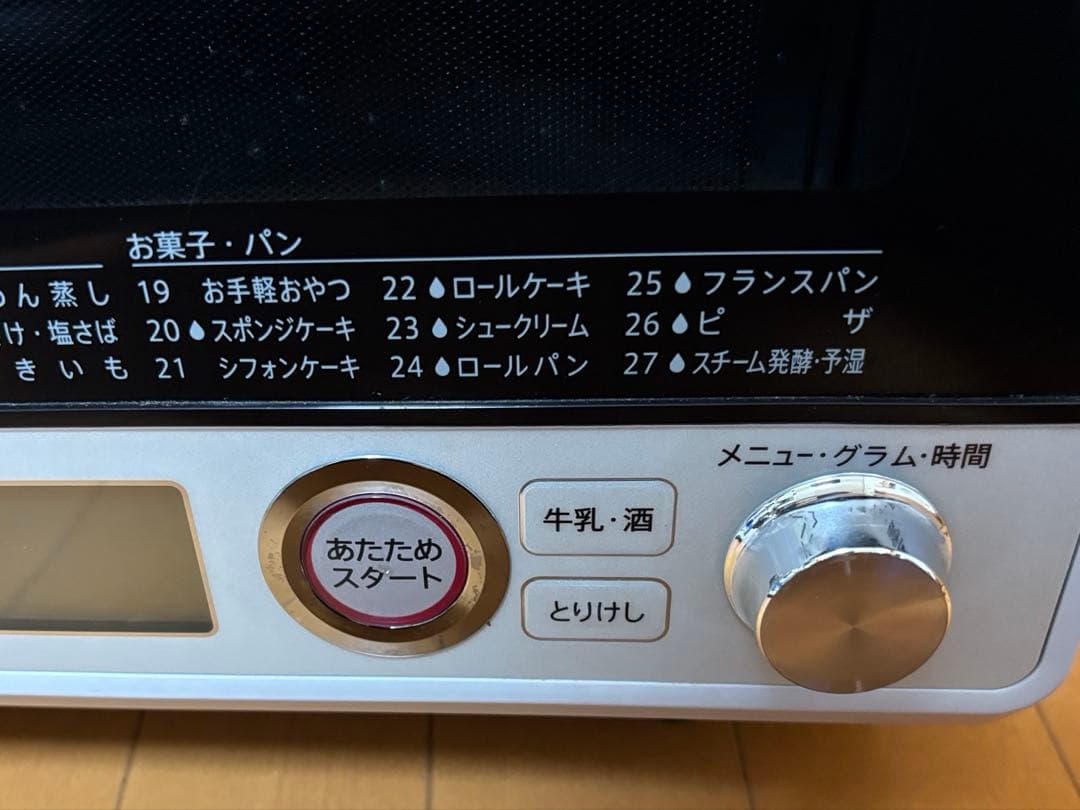 お菓子・パン
ん蒸し 19 お手軽おやつ 22 ロールケーキ 25 フランスパン
け・塩さば 20 スポンジケーキ 23 シュークリーム 26 ピザ
きいも 21 シフォンケーキ 24 ロールパン 27 スチーム発酵・予湿
メニュー・グラム・時間
牛乳・酒
あたため
スタート
とりけし